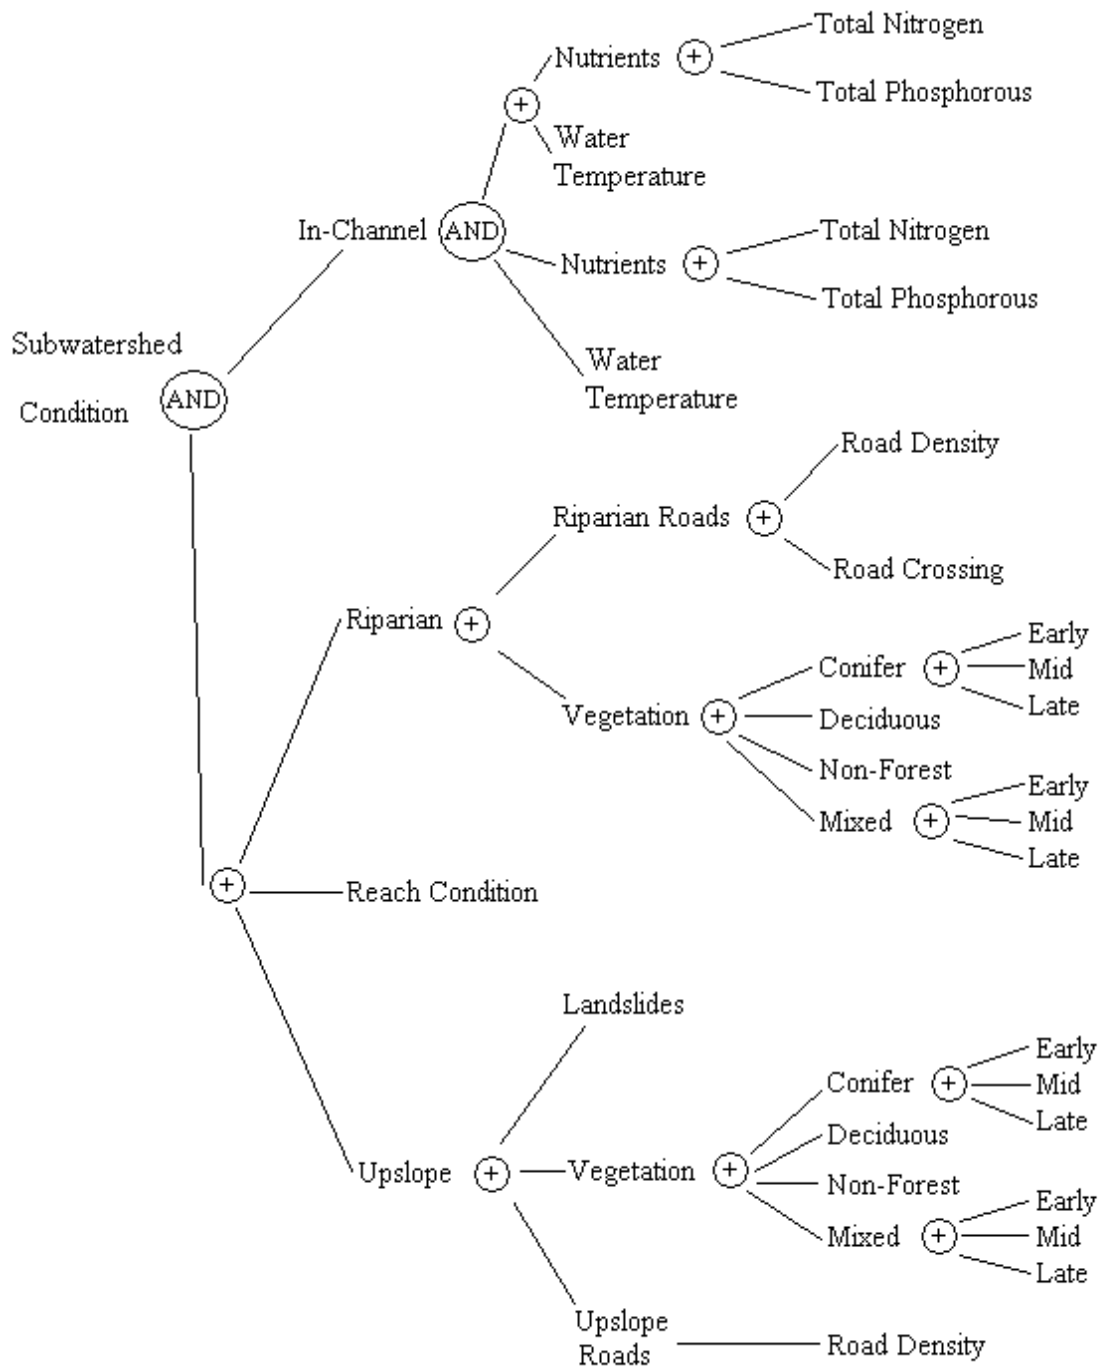 Total Nitrogen
Nutrients +
Total Phosphorous
+
Water
Temperature
In-Channel AND
Total Nitrogen
Nutrients +
Total Phosphorous
Water
Temperature
Subwatershed
Condition AND
Road Density
Riparian Roads +
Road Crossing
Riparian +
Early
Conifer + Mid
Late
Vegetation + Deciduous
Non-Forest
Early
Mixed + Mid
Late
+ Reach Condition
Landslides
Early
Conifer + Mid
Late
Deciduous
Upslope + Vegetation +
Non-Forest
Early
Mixed + Mid
Late
Upslope
Roads Road Density